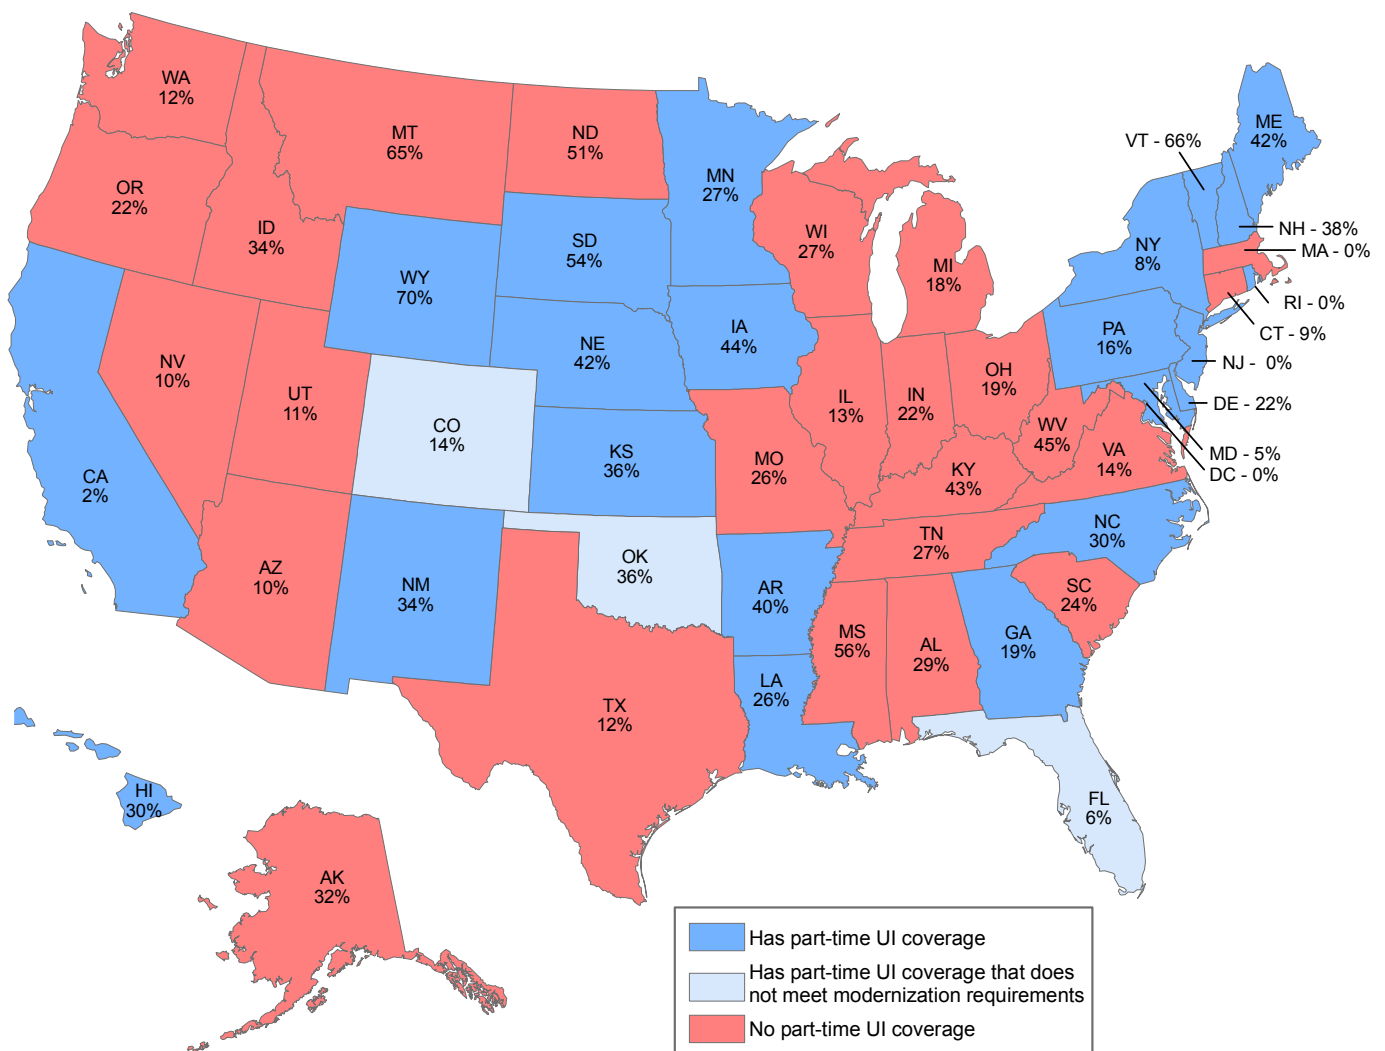 WA
12%
MT
65%
ND
51%
MN
27%
VT - 66%
ME
42%
OR
22%
ID
34%
WY
70%
SD
54%
WI
27%
MI
18%
NY
8%
NH - 38%
MA - 0%
RI - 0%
CT - 9%
NJ - 0%
DE - 22%
MD - 5%
DC - 0%
NE
42%
IA
44%
PA
16%
NV
10%
UT
11%
CO
14%
KS
36%
MO
26%
IL
13%
IN
22%
OH
19%
WV
45%
VA
14%
KY
43%
CA
2%
AZ
10%
NM
34%
OK
36%
AR
40%
TN
27%
NC
30%
SC
24%
MS
56%
AL
29%
GA
19%
TX
12%
LA
26%
FL
6%
HI
30%
AK
32%
Has part-time UI coverage
Has part-time UI coverage that does
not meet modernization requirements
No part-time UI coverage